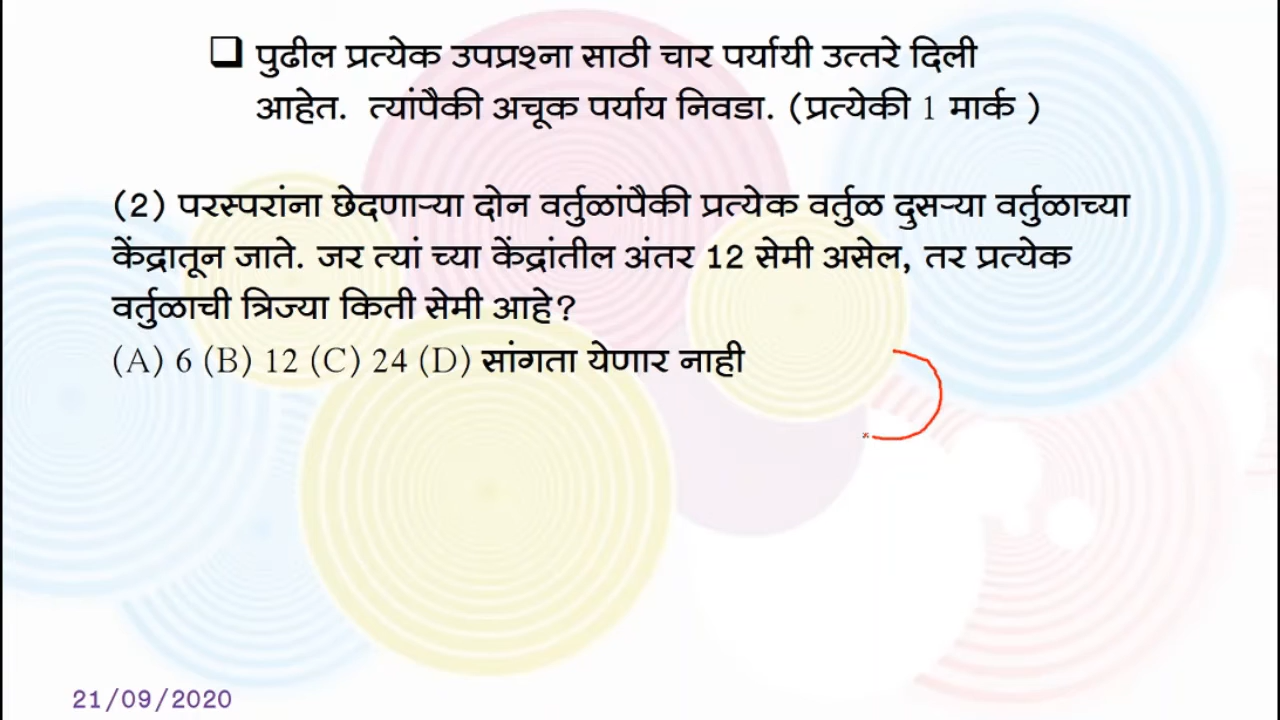 पुढील प्रत्येक उपप्रश्ना साठी चार पर्यायी उत्तरे दिली
आहेत. त्यांपैकी अचूक पर्याय निवडा. (प्रत्येकी 1 मार्क )
(2) परस्परांना छेदणाऱ्या दोन वर्तुळांपैकी प्रत्येक वर्तुळ दुसऱ्या वर्तुळाच्या
केंद्रातून जाते. जर त्यां च्या केंद्रांतील अंतर 12 सेमी असेल, तर प्रत्येक
वर्तुळाची त्रिज्या किती सेमी आहे?
(A) 6 (B) 12 (C) 24 (D) सांगता येणार नाही
21/09/2020